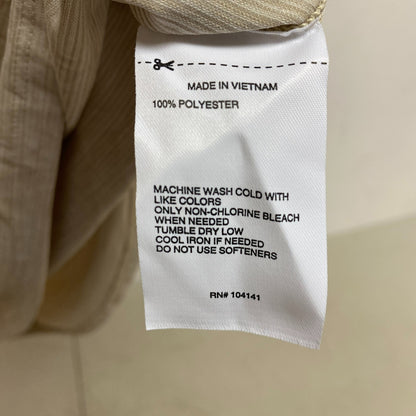 MADE IN VIETNAM
100% POLYESTER
MACHINE WASH COLD WITH
LIKE COLORS
ONLY NON-CHLORINE BLEACH
WHEN NEEDED
TUMBLE DRY LOW
COOL IRON IF NEEDED
DO NOT USE SOFTENERS
RN# 104141